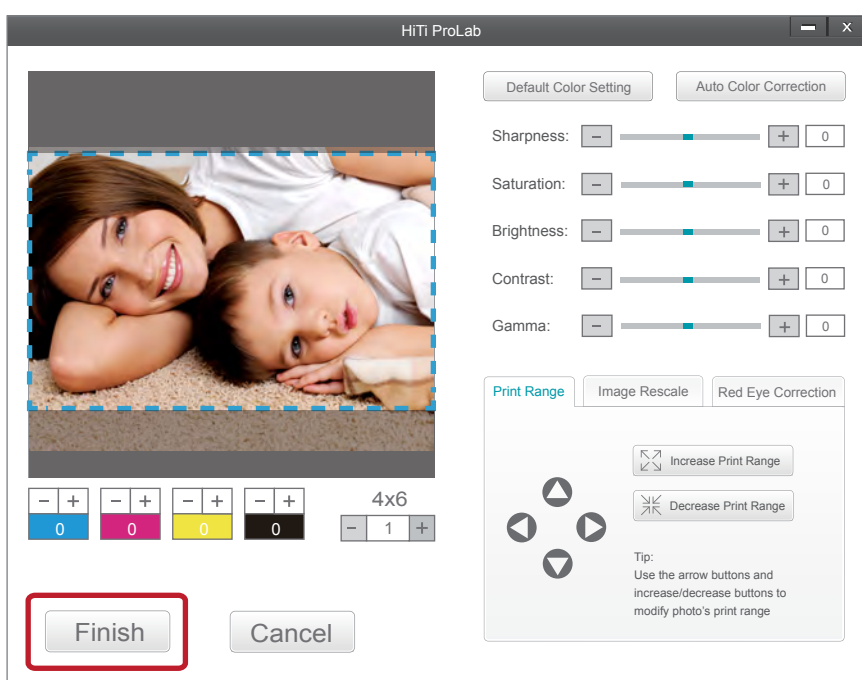 HiTi ProLab
x
Default Color Setting
Auto Color Correction
Sharpness: - + 0
Saturation: - + 0
Brightness: - + 0
Contrast: - + 0
Gamma: - + 0
Print Range
Image Rescale
Red Eye Correction
Increase Print Range
Decrease Print Range
Tip:
Use the arrow buttons and
increase/decrease buttons to
modify photo's print range
- + - + - + - +
0 0 0 0
4x6
- 1 +
Finish
Cancel